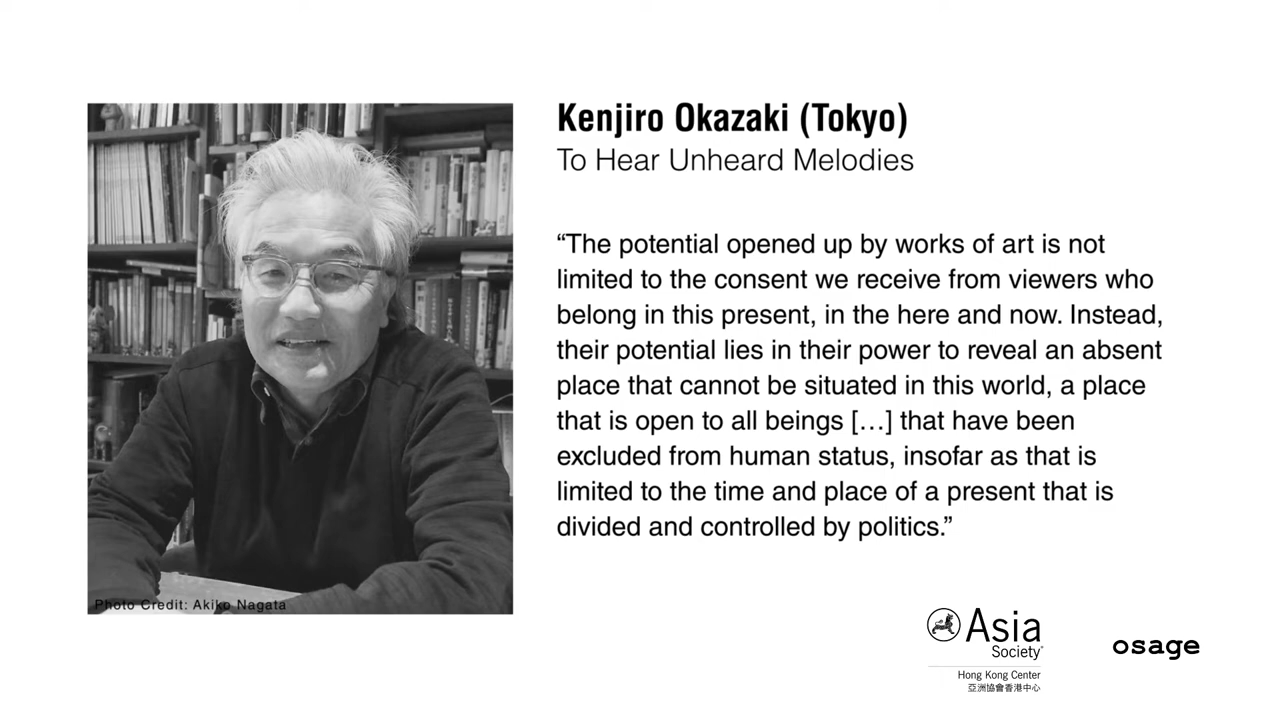 Kenjiro Okazaki (Tokyo)
To Hear Unheard Melodies
“The potential opened up by works of art is not
limited to the consent we receive from viewers who
belong in this present, in the here and now. Instead,
their potential lies in their power to reveal an absent
place that cannot be situated in this world, a place
that is open to all beings […] that have been
excluded from human status, insofar as that is
limited to the time and place of a present that is
divided and controlled by politics.”
Photo Credit: Akiko Nagata
Asia
Society
Hong Kong Center
亞洲協會香港中心
osage